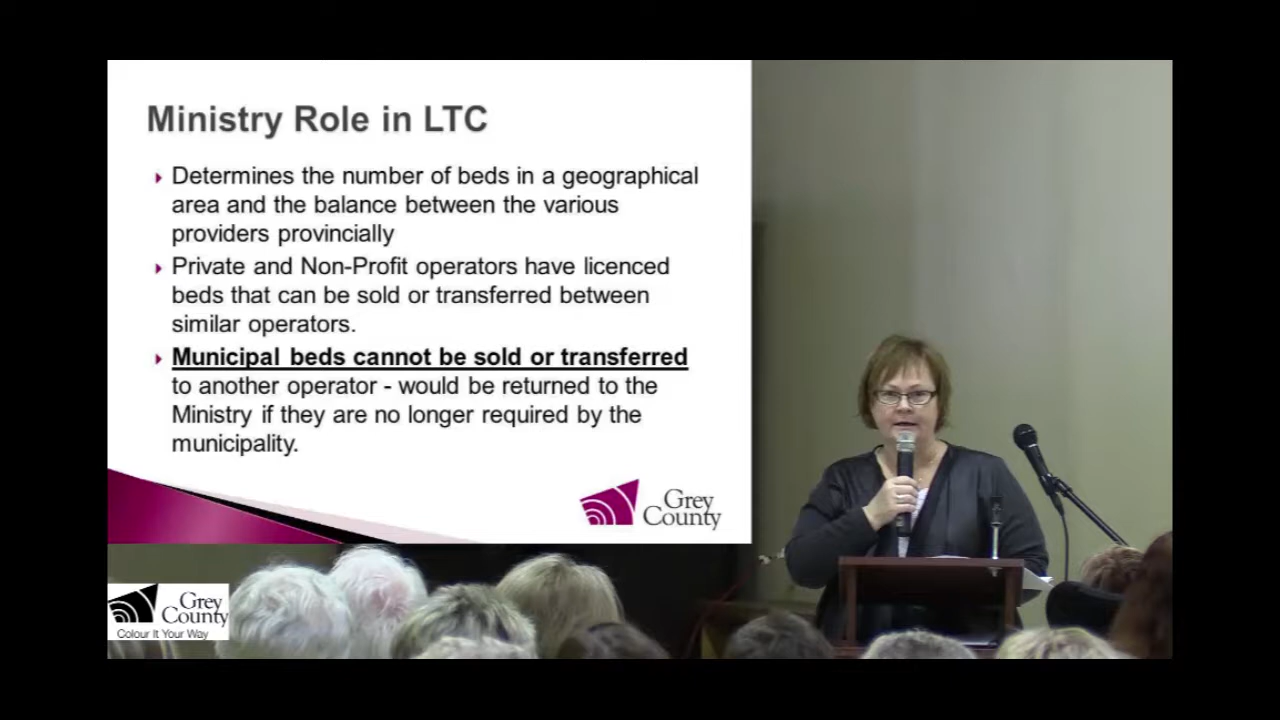 Ministry Role in LTC
Determines the number of beds in a geographical
area and the balance between the various
providers provincially
Private and Non-Profit operators have licenced
beds that can be sold or transferred between
similar operators.
Municipal beds cannot be sold or transferred
to another operator - would be returned to the
Ministry if they are no longer required by the
municipality.
Grey
County
Grey
County
Colour It Your Way